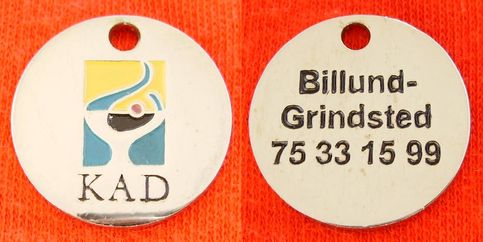 KAD
Billund-
Grindsted
75 33 15 99